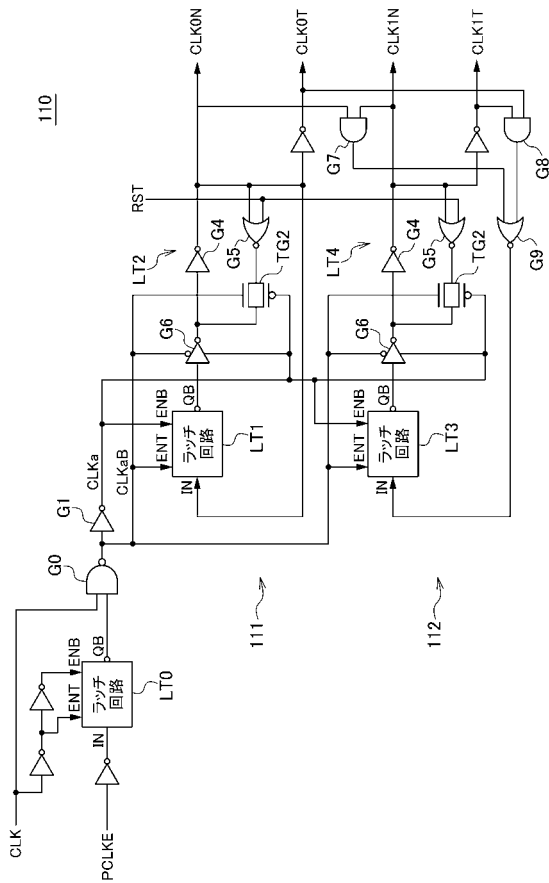 110
CLK
PCLKE
IN
ENT
ENB
QB
ラッチ
回路
LT0
G0
G1
CLKa
CLKaB
111
IN
ENT
ENB
QB
ラッチ
回路
LT1
G6
LT2
G4
G5
TG2
RST
CLK0N
CLK0T
112
IN
ENT
ENB
QB
ラッチ
回路
LT3
G6
LT4
G4
G5
TG2
G7
G8
G9
CLK1N
CLK1T